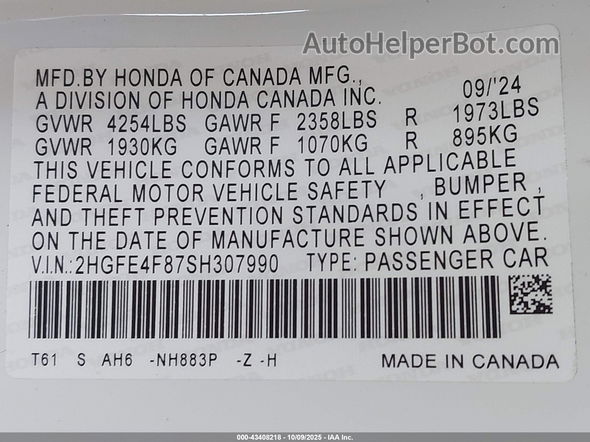 AutoHelperBot.com
MFD.BY HONDA OF CANADA MFG.,
A DIVISION OF HONDA CANADA INC. 09/'24
GVWR 4254LBS GAWR F 2358LBS R 1973LBS
GVWR 1930KG GAWR F 1070KG R 895KG
THIS VEHICLE CONFORMS TO ALL APPLICABLE
FEDERAL MOTOR VEHICLE SAFETY , BUMPER ,
AND THEFT PREVENTION STANDARDS IN EFFECT
ON THE DATE OF MANUFACTURE SHOWN ABOVE.
V.I.N.:2HGFE4F87SH307990 TYPE: PASSENGER CAR
T61 S AH6 -NH883P -Z -H MADE IN CANADA
000-43408218 - 10/09/2025 - IAA Inc.